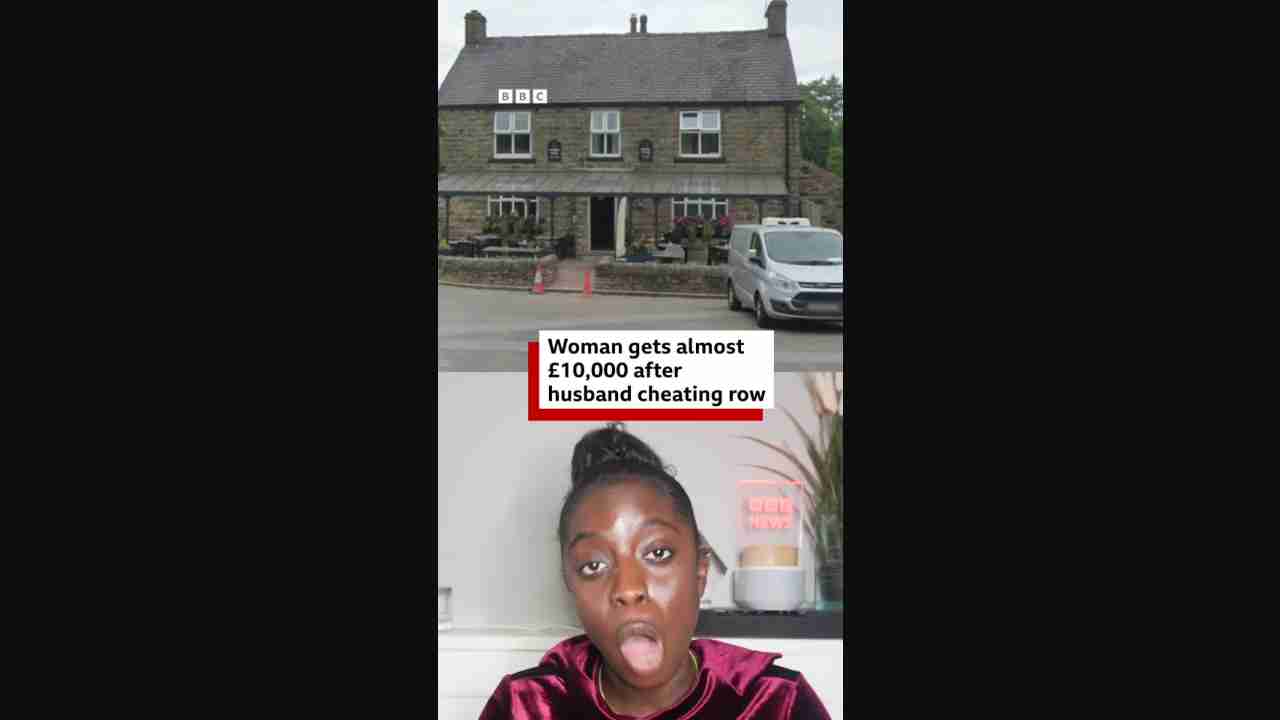 BBC
Woman gets almost
£10,000 after
husband cheating row
BBC
NEWS